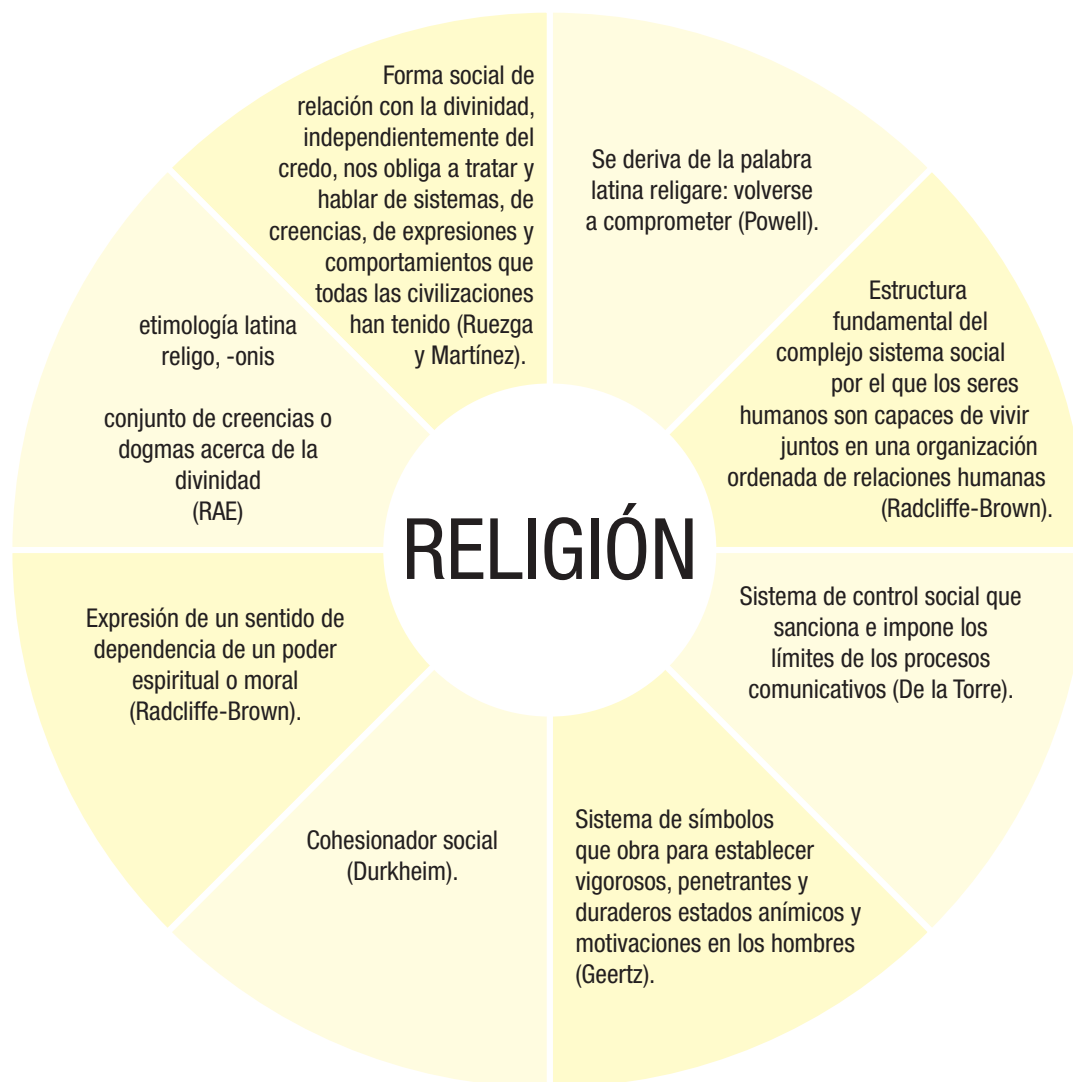 RELIGIÓN
Se deriva de la palabra
latina religare: volverse
a comprometer (Powell).
Estructura
fundamental del
complejo sistema social
por el que los seres
humanos son capaces de vivir
juntos en una organización
ordenada de relaciones humanas
(Radcliffe-Brown).
Sistema de control social que
sanciona e impone los
límites de los procesos
comunicativos (De la Torre).
Sistema de símbolos
que obra para establecer
vigorosos, penetrantes y
duraderos estados anímicos y
motivaciones en los hombres
(Geertz).
Cohesionador social
(Durkheim).
Expresión de un sentido de
dependencia de un poder
espiritual o moral
(Radcliffe-Brown).
etimología latina
religo, -onis
conjunto de creencias o
dogmas acerca de la
divinidad
(RAE)
Forma social de
relación con la divinidad,
independientemente del
credo, nos obliga a tratar y
hablar de sistemas, de
creencias, de expresiones y
comportamientos que
todas las civilizaciones
han tenido (Ruezga
y Martínez).